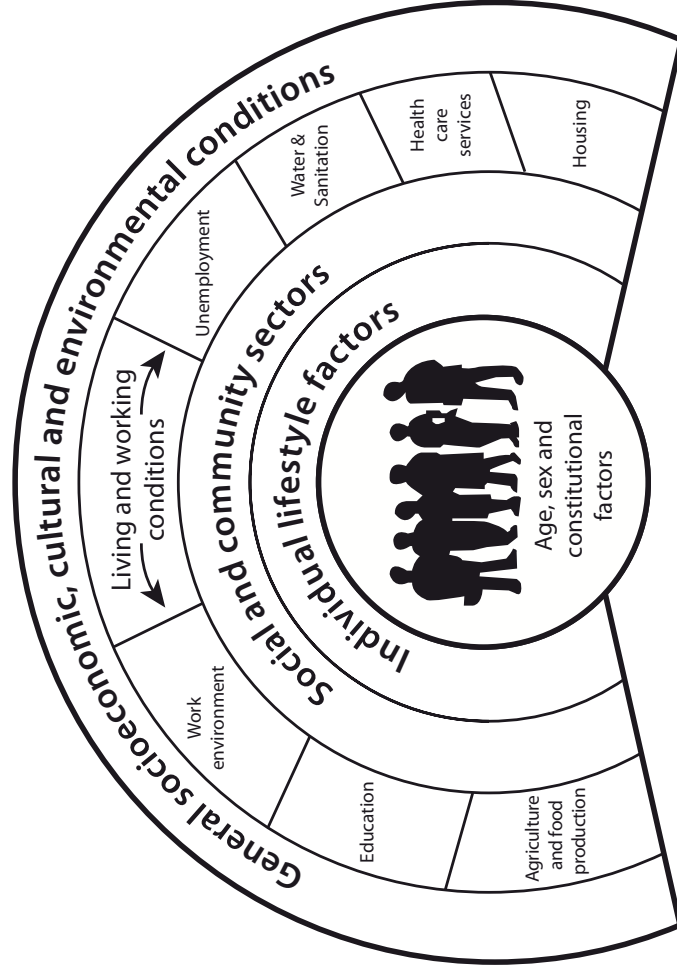 General socioeconomic, cultural and environmental conditions
Living and working
conditions
Agriculture
and food
production
Education
Work
environment
Unemployment
Water &
Sanitation
Health
care
services
Housing
Social and community sectors
Individual lifestyle factors
Age, sex and
constitutional
factors